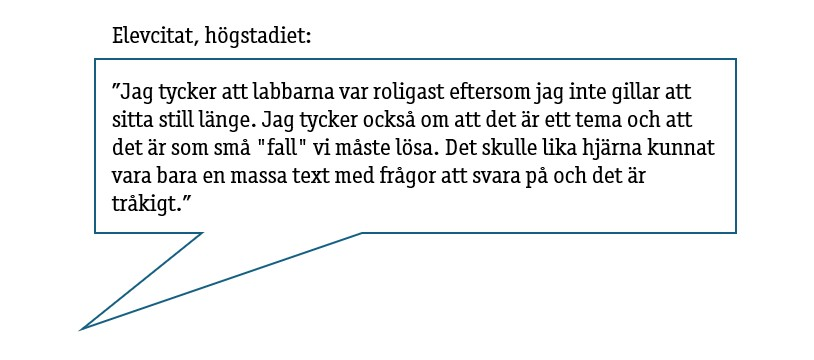 Elevcitat, högstadiet:
”Jag tycker att labbarna var roligast eftersom jag inte gillar att
sitta still länge. Jag tycker också om att det är ett tema och att
det är som små "fall" vi måste lösa. Det skulle lika hjärna kunnat
vara bara en massa text med frågor att svara på och det är
tråkigt.”